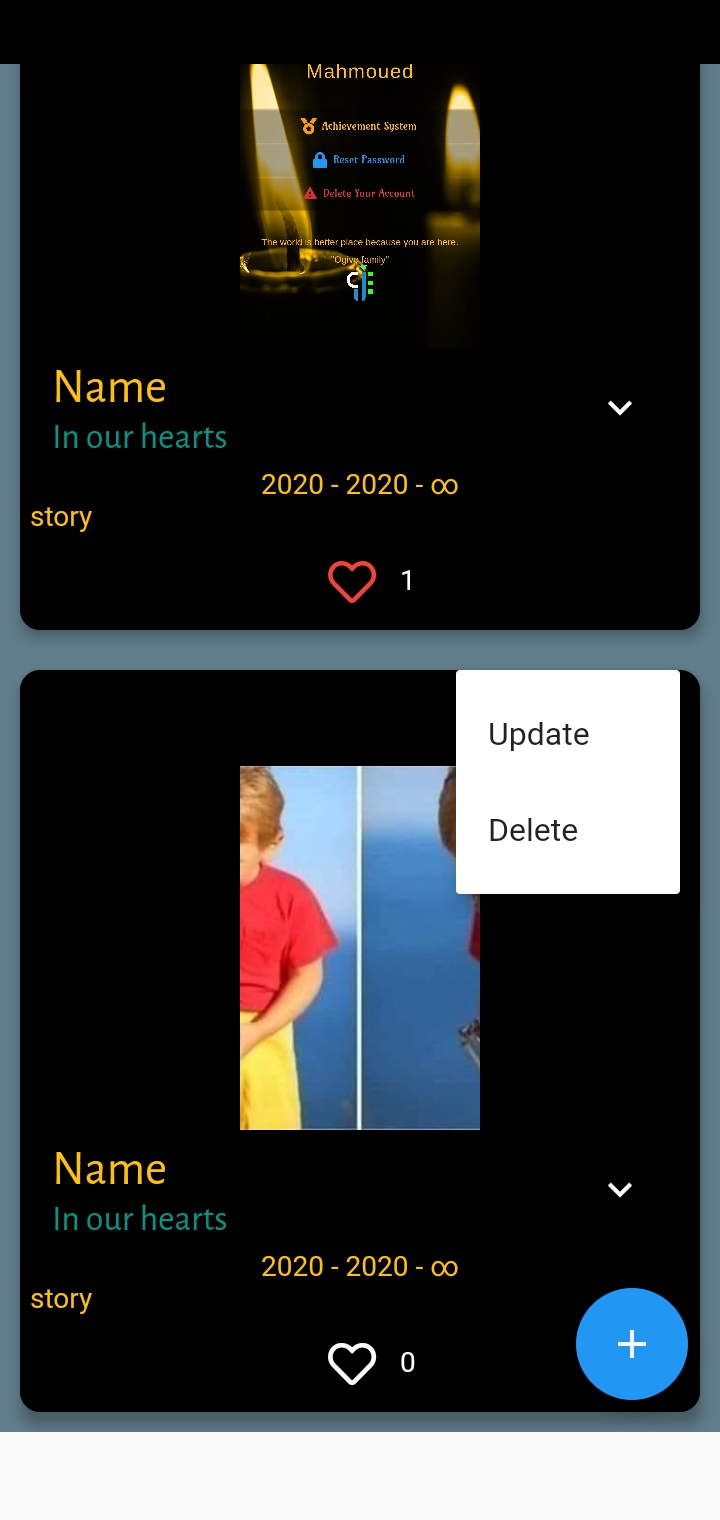 Mahmoued
Achievement System
Reset Password
Delete Your Account
The world is better place because you are here.
"Ogive family"
Name
In our hearts
2020 - 2020 - ∞
story
1
Update
Delete
Name
In our hearts
2020 - 2020 - ∞
story
0